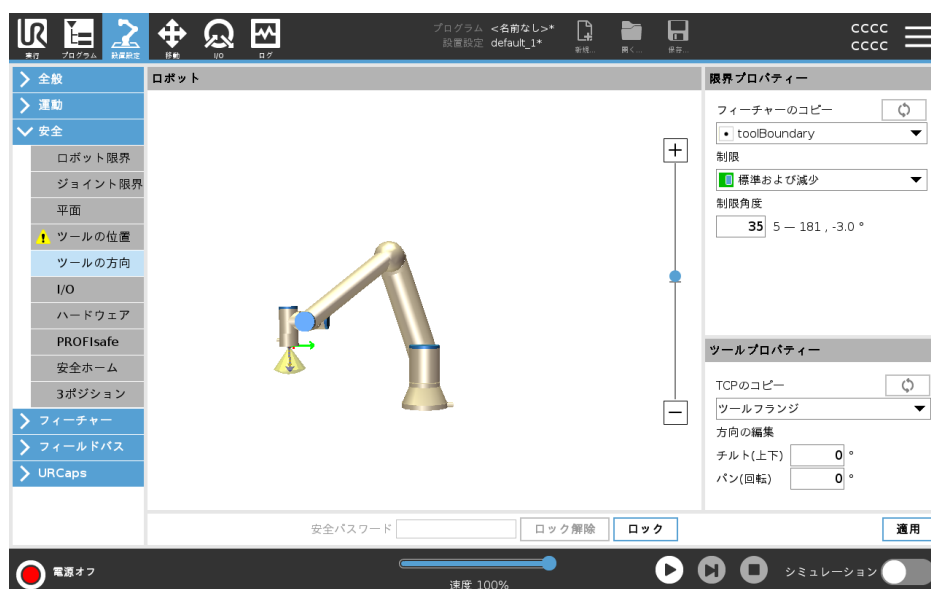 実行
プログラム
設置設定
移動
I/O
ログ
プログラム <名前なし>*
設置設定 default_1*
新規...
開く...
保存...
cccc
cccc
全般
運動
安全
ロボット限界
ジョイント限界
平面
ツールの位置
ツールの方向
I/O
ハードウェア
PROFIsafe
安全ホーム
3ポジション
フィーチャー
フィールドバス
URCaps
ロボット
限界プロパティー
フィーチャーのコピー
toolBoundary
制限
標準および減少
制限角度
35 5 — 181 , -3.0 °
ツールプロパティー
TCPのコピー
ツールフランジ
方向の編集
チルト(上下) 0 °
パン(回転) 0 °
安全パスワード ロック解除 ロック 適用
電源オフ
速度 100%
シミュレーション